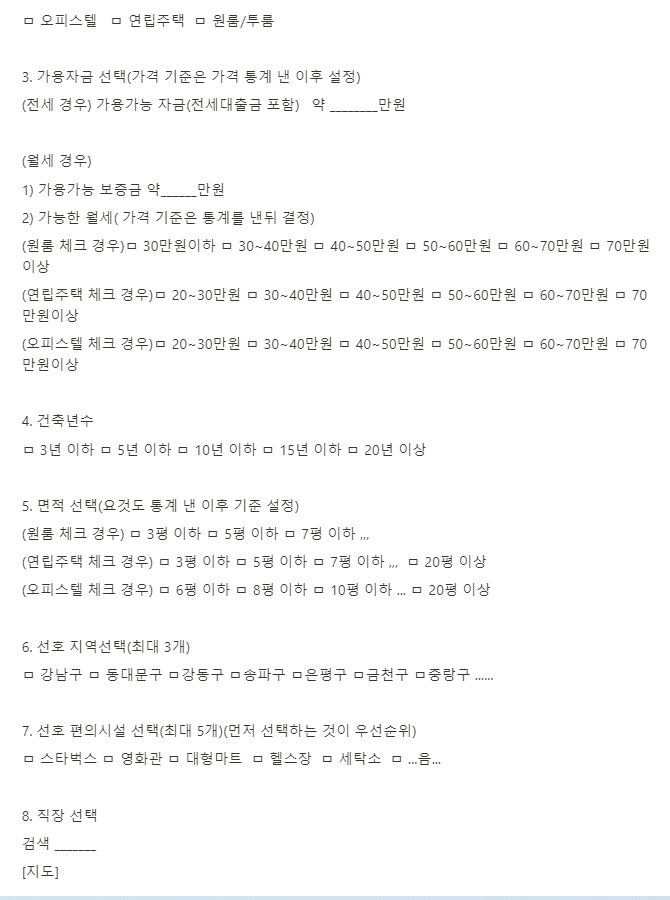 ㅁ 오피스텔 ㅁ 연립주택 ㅁ 원룸/투룸
3. 가용자금 선택(가격 기준은 가격 통계 낸 이후 설정)
(전세 경우) 가용가능 자금(전세대출금 포함) 약 ________만원
(월세 경우)
1) 가용가능 보증금 약______만원
2) 가능한 월세( 가격 기준은 통계를 낸뒤 결정)
(원룸 체크 경우)ㅁ 30만원이하 ㅁ 30~40만원 ㅁ 40~50만원 ㅁ 50~60만원 ㅁ 60~70만원 ㅁ 70만원
이상
(연립주택 체크 경우)ㅁ 20~30만원 ㅁ 30~40만원 ㅁ 40~50만원 ㅁ 50~60만원 ㅁ 60~70만원 ㅁ 70
만원이상
(오피스텔 체크 경우)ㅁ 20~30만원 ㅁ 30~40만원 ㅁ 40~50만원 ㅁ 50~60만원 ㅁ 60~70만원 ㅁ 70
만원이상
4. 건축년수
ㅁ 3년 이하 ㅁ 5년 이하 ㅁ 10년 이하 ㅁ 15년 이하 ㅁ 20년 이상
5. 면적 선택(요것도 통계 낸 이후 기준 설정)
(원룸 체크 경우) ㅁ 3평 이하 ㅁ 5평 이하 ㅁ 7평 이하 ,,,
(연립주택 체크 경우) ㅁ 3평 이하 ㅁ 5평 이하 ㅁ 7평 이하 ,,, ㅁ 20평 이상
(오피스텔 체크 경우) ㅁ 6평 이하 ㅁ 8평 이하 ㅁ 10평 이하 ... ㅁ 20평 이상
6. 선호 지역선택(최대 3개)
ㅁ 강남구 ㅁ 동대문구 ㅁ강동구 ㅁ송파구 ㅁ은평구 ㅁ금천구 ㅁ중랑구 ......
7. 선호 편의시설 선택(최대 5개)(먼저 선택하는 것이 우선순위)
ㅁ 스타벅스 ㅁ 영화관 ㅁ 대형마트 ㅁ 헬스장 ㅁ 세탁소 ㅁ ...음...
8. 직장 선택
검색 _______
[지도]